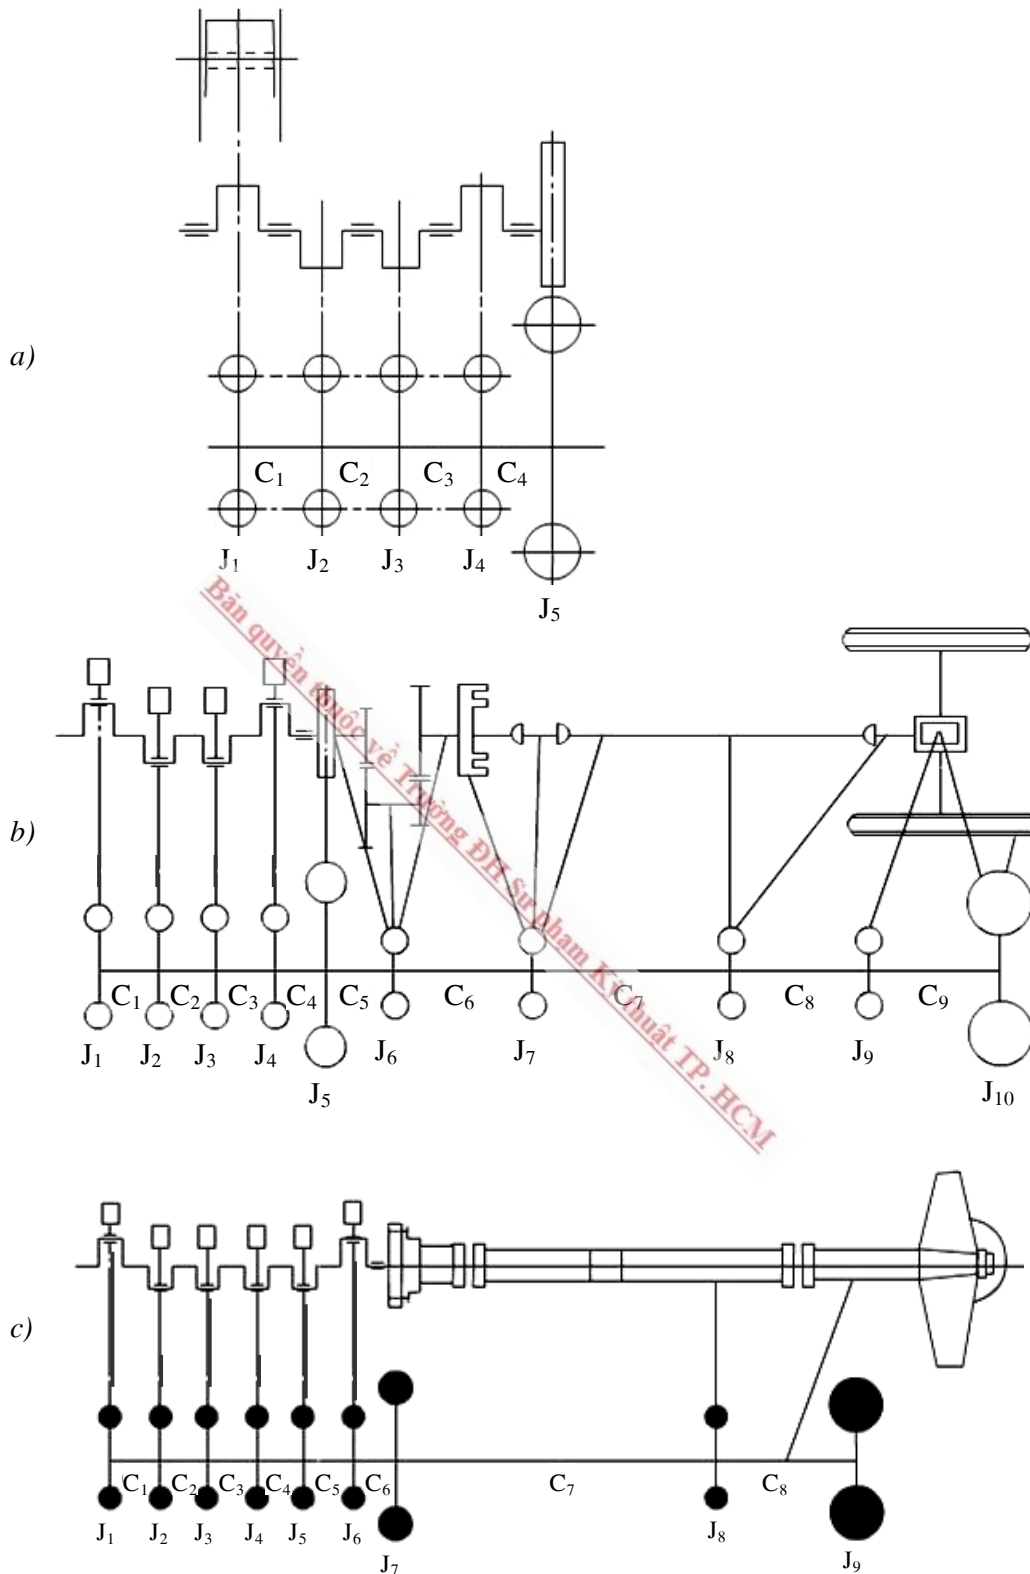 a)
C₁ C₂ C₃ C₄
J₁ J₂ J₃ J₄
J₅
Bản quyền thuộc về Trường ĐH Sư phạm Kỹ thuật TP. HCM
b)
C₁ C₂ C₃ C₄ C₅ C₆ C₇ C₈ C₉
J₁ J₂ J₃ J₄ J₆ J₇ J₈ J₉
J₅ J₁₀
c)
C₁ C₂ C₃ C₄ C₅ C₆ C₇ C₈
J₁ J₂ J₃ J₄ J₅ J₆ J₈
J₇ J₉